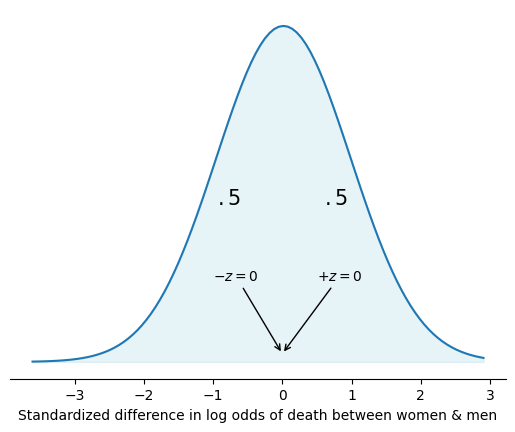 .5 .5
−z = 0 +z = 0
−3 −2 −1 0 1 2 3
Standardized difference in log odds of death between women & men